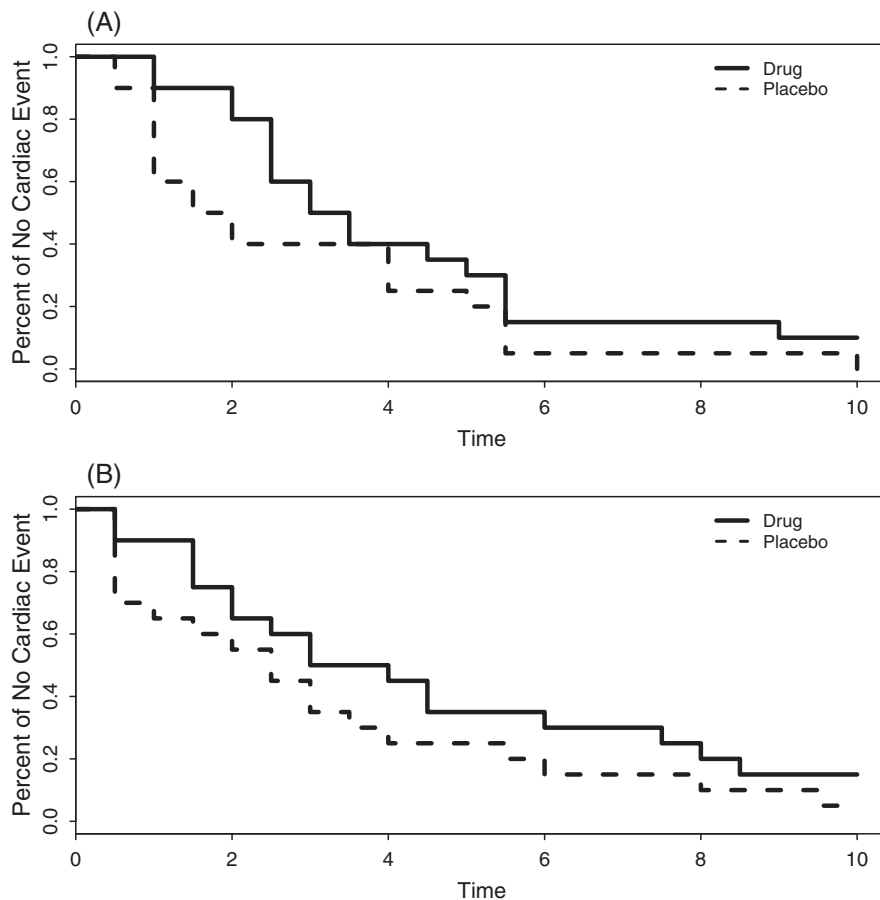 (A)
Percent of No Cardiac Event
1.0
0.8
0.6
0.4
0.2
0.0
Drug
Placebo
0 2 4 6 8 10
Time
(B)
Percent of No Cardiac Event
1.0
0.8
0.6
0.4
0.2
0.0
Drug
Placebo
0 2 4 6 8 10
Time